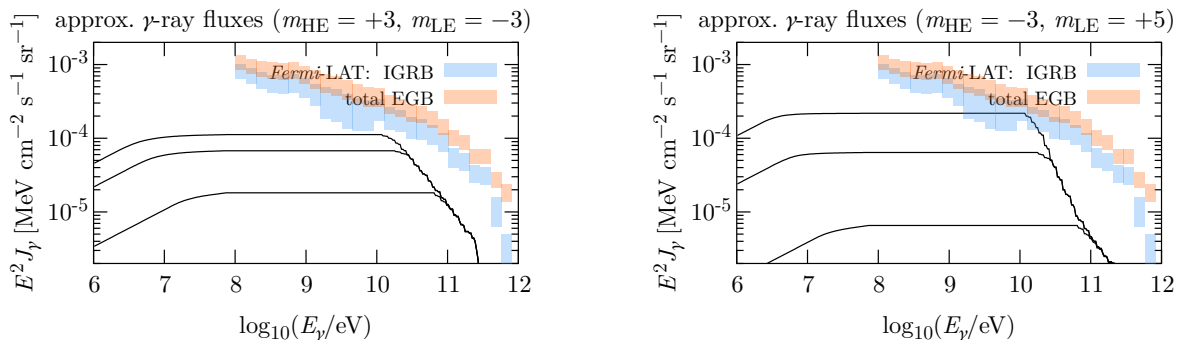 approx. γ-ray fluxes (m_HE = +3, m_LE = −3)
E²J_γ [MeV cm⁻² s⁻¹ sr⁻¹]
10⁻³
10⁻⁴
10⁻⁵
Fermi-LAT: IGRB
total EGB
6 7 8 9 10 11 12
log₁₀(E_γ/eV)
approx. γ-ray fluxes (m_HE = −3, m_LE = +5)
E²J_γ [MeV cm⁻² s⁻¹ sr⁻¹]
10⁻³
10⁻⁴
10⁻⁵
Fermi-LAT: IGRB
total EGB
6 7 8 9 10 11 12
log₁₀(E_γ/eV)